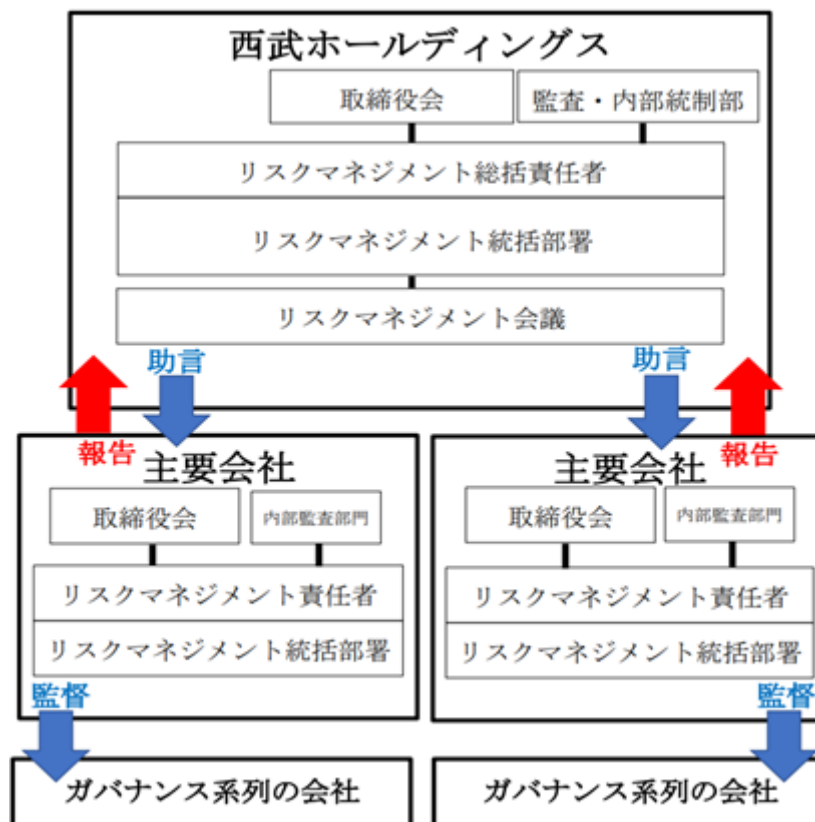 西武ホールディングス
取締役会
監査・内部統制部
リスクマネジメント総括責任者
リスクマネジメント統括部署
リスクマネジメント会議
助言
助言
報告
報告
主要会社
取締役会
内部監査部門
リスクマネジメント責任者
リスクマネジメント統括部署
監督
主要会社
取締役会
内部監査部門
リスクマネジメント責任者
リスクマネジメント統括部署
監督
ガバナンス系列の会社
ガバナンス系列の会社